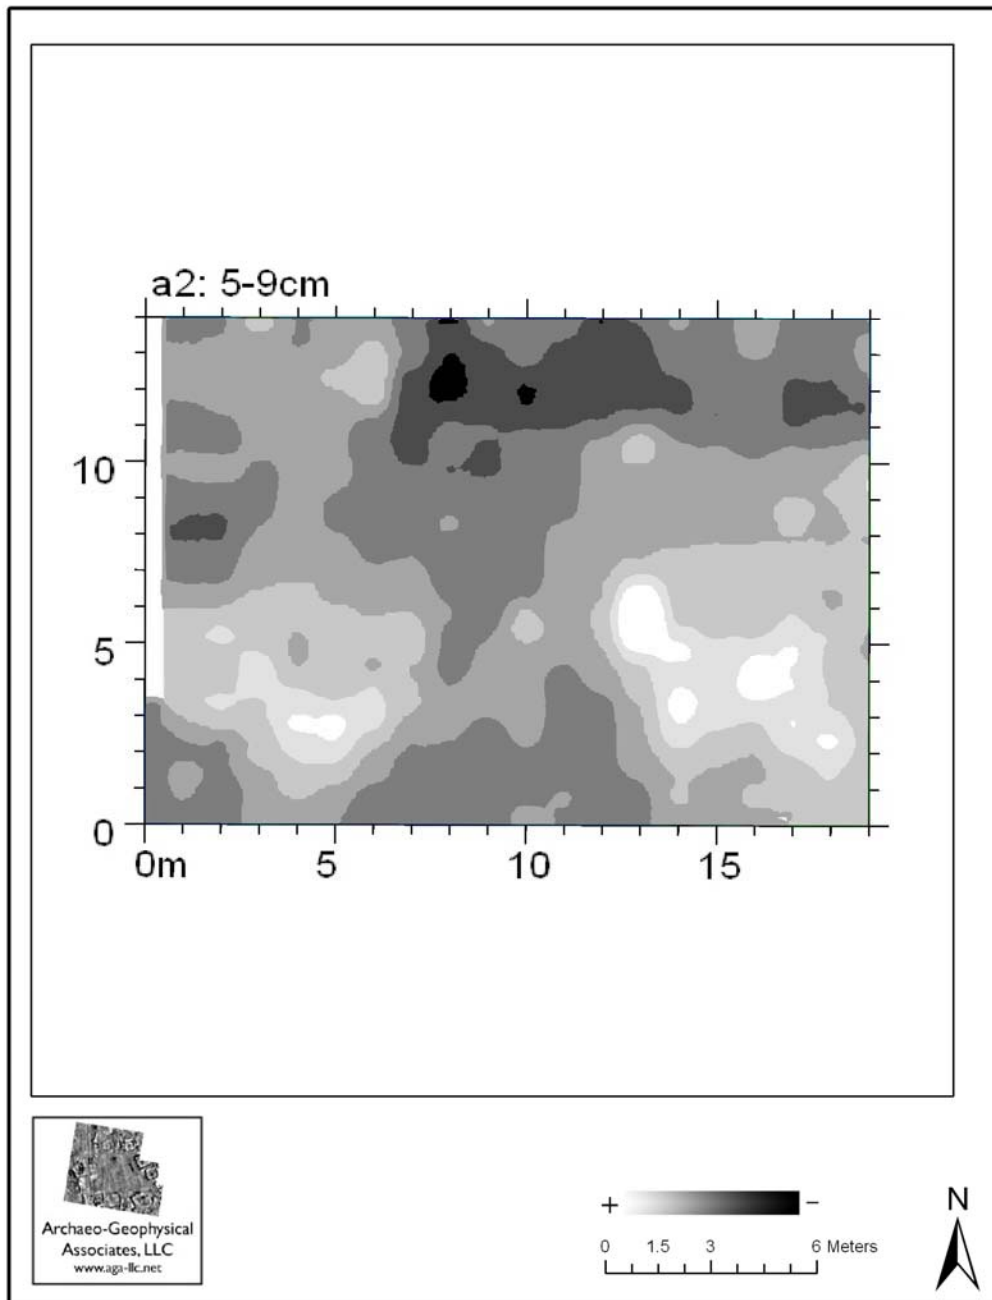 a2: 5-9cm
10
5
0
0m 5 10 15
Archaeo-Geophysical
Associates, LLC
www.aga-llc.net
+ –
0 1.5 3 6 Meters
N